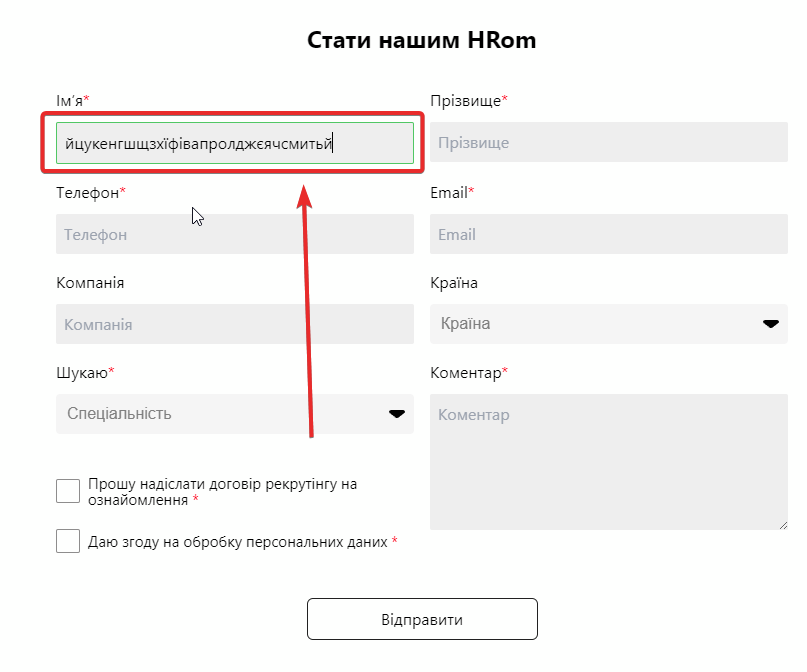 Стати нашим HRom
Ім’я*
Прізвище*
йцукенгшщзхїфівапролджєячсмитьй
Прізвище
Телефон*
Email*
Телефон
Email
Компанія
Країна
Компанія
Країна
Шукаю*
Коментар*
Спеціальність
Коментар
Прошу надіслати договір рекрутінгу на
ознайомлення *
Даю згоду на обробку персональних даних *
Відправити